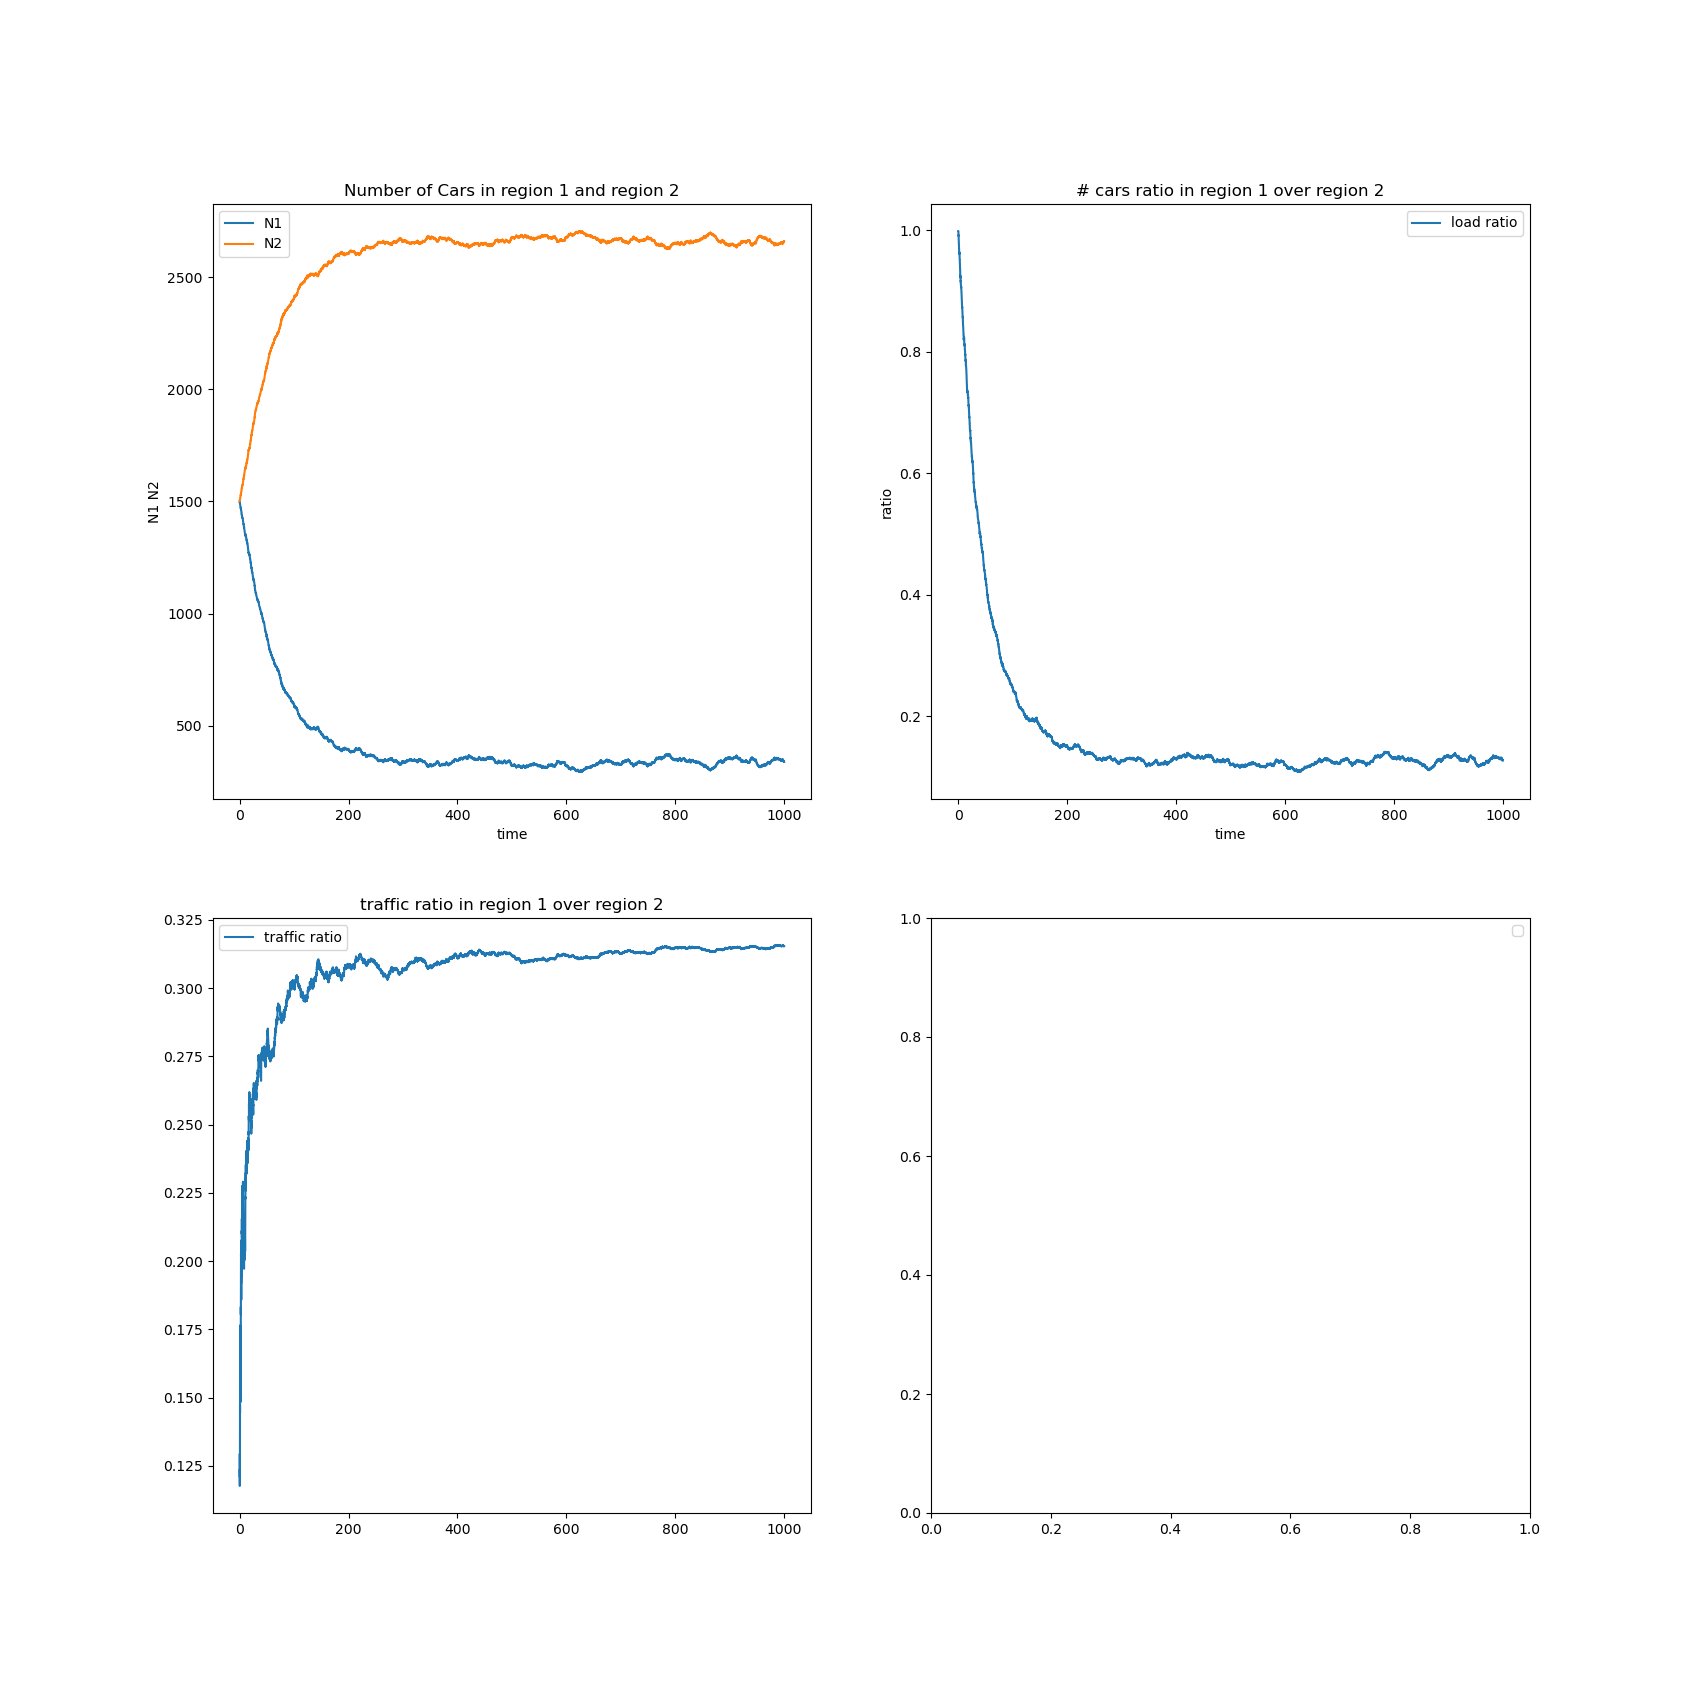 Number of Cars in region 1 and region 2
N1
N2
2500
2000
1500
1000
500
N1 N2
0 200 400 600 800 1000
time
# cars ratio in region 1 over region 2
load ratio
1.0
0.8
0.6
0.4
0.2
ratio
0 200 400 600 800 1000
time
traffic ratio in region 1 over region 2
traffic ratio
0.325
0.300
0.275
0.250
0.225
0.200
0.175
0.150
0.125
0 200 400 600 800 1000
1.0
0.8
0.6
0.4
0.2
0.0
0.0 0.2 0.4 0.6 0.8 1.0